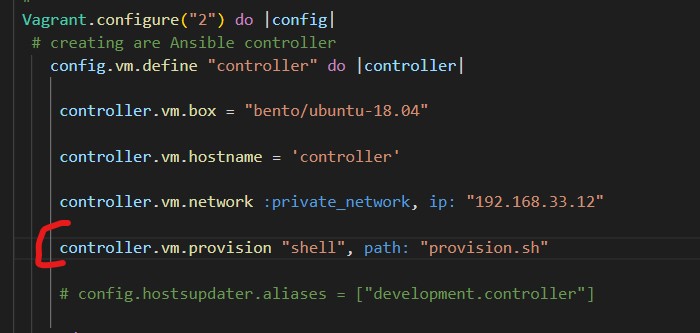 Vagrant.configure("2") do |config|
# creating are Ansible controller
config.vm.define "controller" do |controller|
controller.vm.box = "bento/ubuntu-18.04"
controller.vm.hostname = 'controller'
controller.vm.network :private_network, ip: "192.168.33.12"
controller.vm.provision "shell", path: "provision.sh"
# config.hostsupdater.aliases = ["development.controller"]